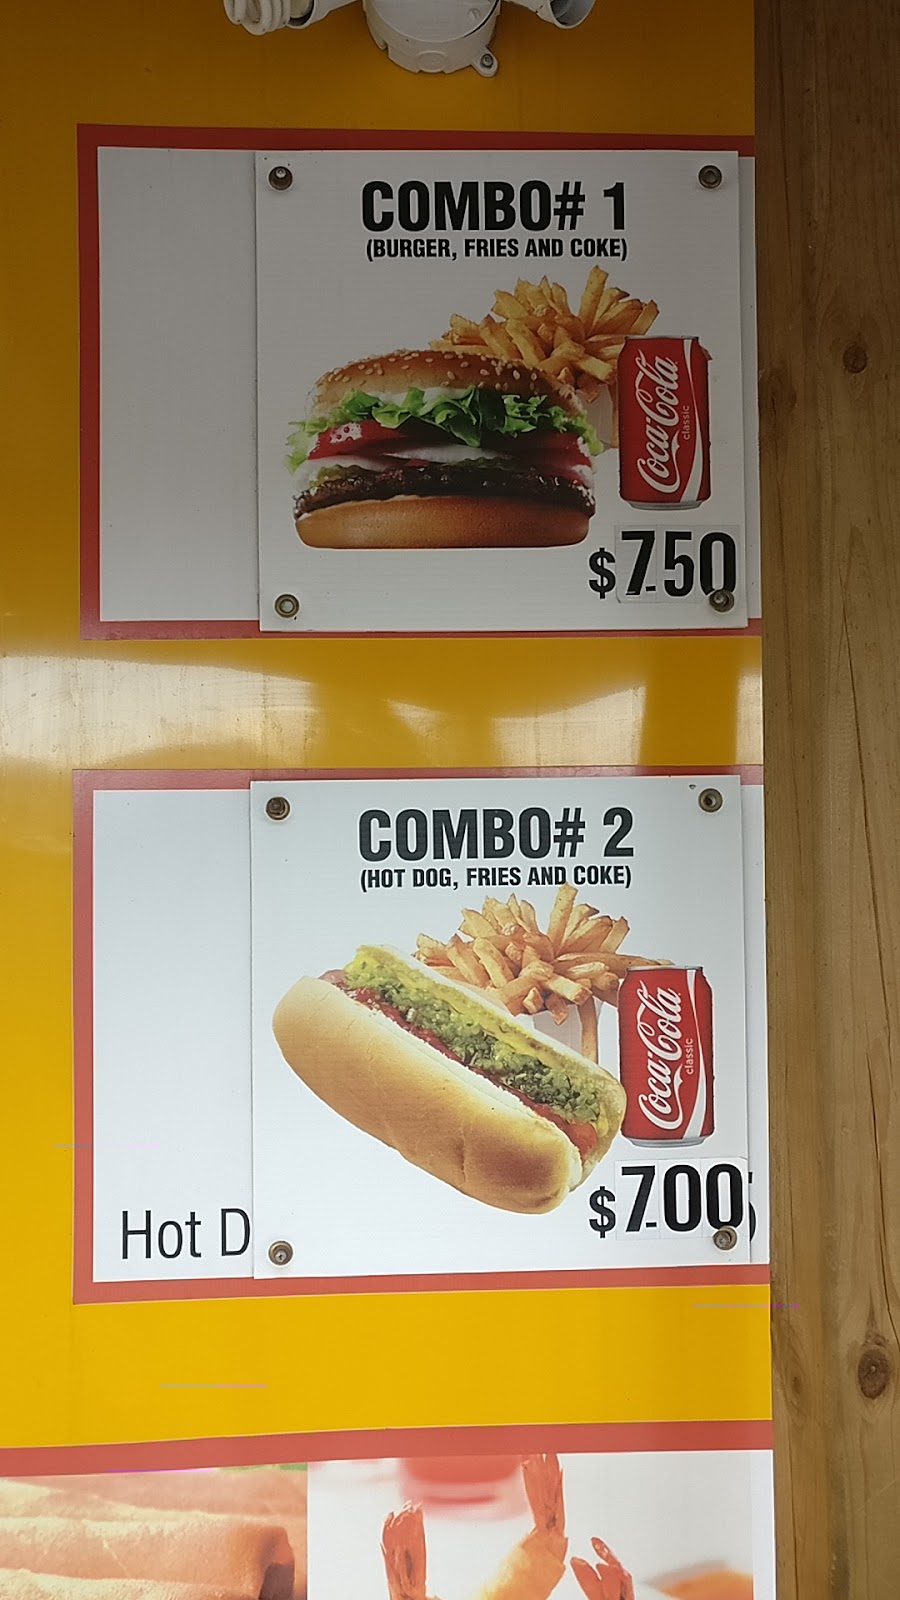 COMBO# 1
(BURGER, FRIES AND COKE)
Coca-Cola
classic
$7.50
COMBO# 2
(HOT DOG, FRIES AND COKE)
Coca-Cola
classic
$7.00
Hot D